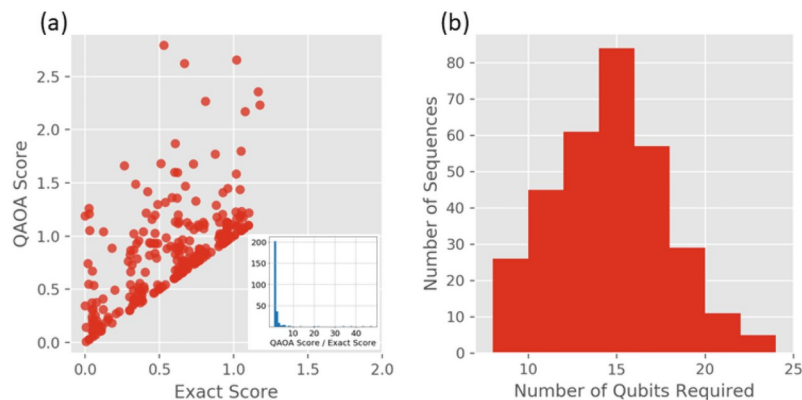 (a)
2.5
2.0
1.5
1.0
0.5
0.0
QAOA Score
0.0 0.5 1.0 1.5 2.0
Exact Score
200
150
100
50
10 20 30 40
QAOA Score / Exact Score
(b)
80
70
60
50
40
30
20
10
0
Number of Sequences
10 15 20 25
Number of Qubits Required